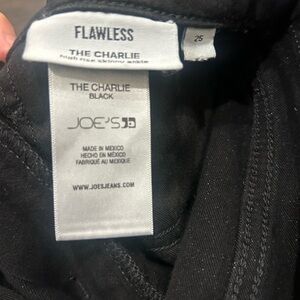 FLAWLESS
THE CHARLIE
high rise skinny ankle
25
THE CHARLIE
BLACK
JOE'S
MADE IN MEXICO
HECHO EN MÉXICO
FABRIQUÉ AU MEXIQUE
WWW.JOESJEANS.COM